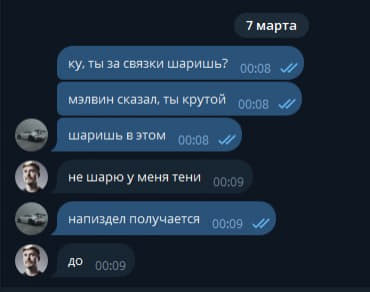 7 марта
ку, ты за связки шаришь? 00:08
мэлвин сказал, ты крутой 00:08
шаришь в этом 00:08
не шарю у меня тени 00:09
напиздел получается 00:09
до 00:09